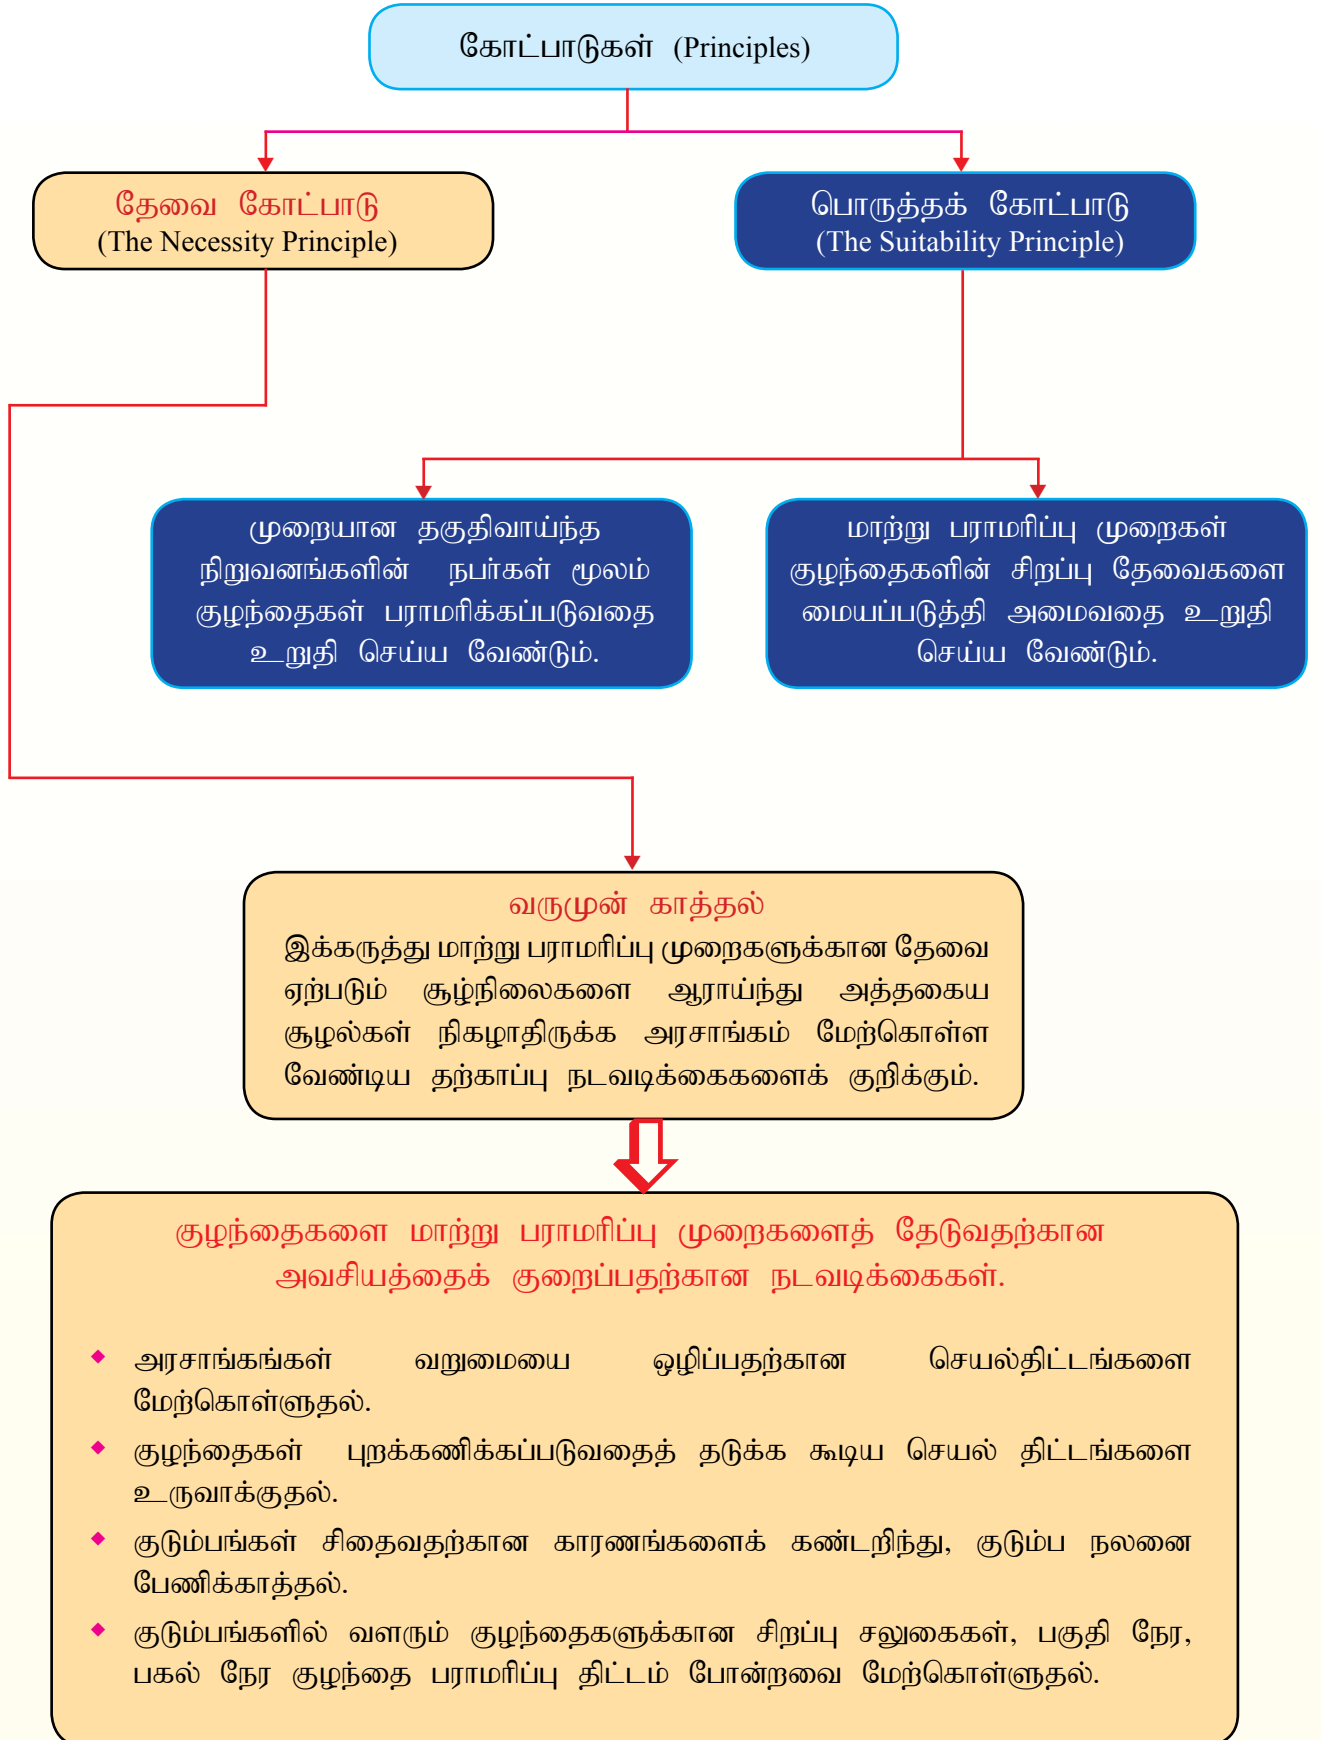 கோட்பாடுகள் (Principles)
தேவை கோட்பாடு
(The Necessity Principle)
பொருத்தக் கோட்பாடு
(The Suitability Principle)
முறையான தகுதிவாய்ந்த
நிறுவனங்களின் நபர்கள் மூலம்
குழந்தைகள் பராமரிக்கப்படுவதை
உறுதி செய்ய வேண்டும்.
மாற்று பராமரிப்பு முறைகள்
குழந்தைகளின் சிறப்பு தேவைகளை
மையப்படுத்தி அமைவதை உறுதி
செய்ய வேண்டும்.
வருமுன் காத்தல்
இக்கருத்து மாற்று பராமரிப்பு முறைகளுக்கான தேவை
ஏற்படும் சூழ்நிலைகளை ஆராய்ந்து அத்தகைய
சூழல்கள் நிகழாதிருக்க அரசாங்கம் மேற்கொள்ள
வேண்டிய தற்காப்பு நடவடிக்கைகளைக் குறிக்கும்.
குழந்தைகளை மாற்று பராமரிப்பு முறைகளைத் தேடுவதற்கான
அவசியத்தைக் குறைப்பதற்கான நடவடிக்கைகள்.
◆ அரசாங்கங்கள் வறுமையை ஒழிப்பதற்கான செயல்திட்டங்களை
மேற்கொள்ளுதல்.
◆ குழந்தைகள் புறக்கணிக்கப்படுவதைத் தடுக்க கூடிய செயல் திட்டங்களை
உருவாக்குதல்.
◆ குடும்பங்கள் சிதைவதற்கான காரணங்களைக் கண்டறிந்து, குடும்ப நலனை
பேணிக்காத்தல்.
◆ குடும்பங்களில் வளரும் குழந்தைகளுக்கான சிறப்பு சலுகைகள், பகுதி நேர,
பகல் நேர குழந்தை பராமரிப்பு திட்டம் போன்றவை மேற்கொள்ளுதல்.